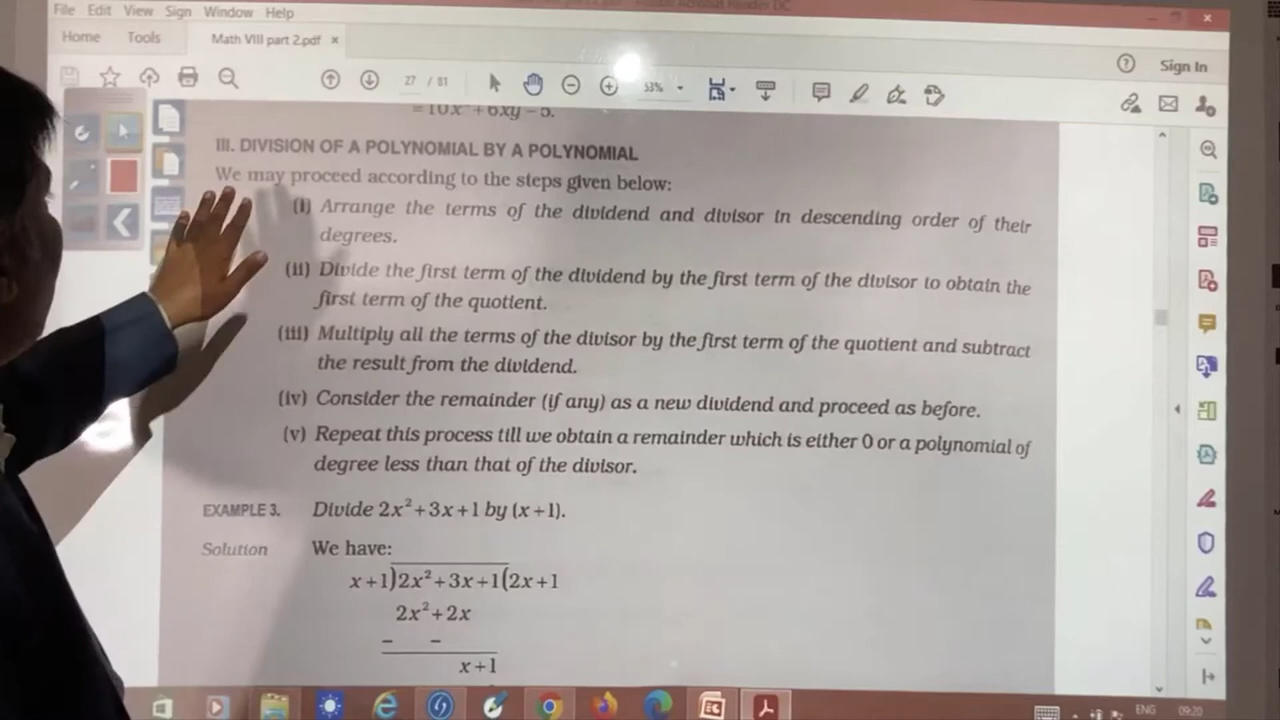 File Edit View Sign Window Help
Home Tools Math VIII part 2.pdf ×
Sign In
27 / 81
53%
= 10x + 6xy – 5.
III. DIVISION OF A POLYNOMIAL BY A POLYNOMIAL
We may proceed according to the steps given below:
(i) Arrange the terms of the dividend and divisor in descending order of their
degrees.
(ii) Divide the first term of the dividend by the first term of the divisor to obtain the
first term of the quotient.
(iii) Multiply all the terms of the divisor by the first term of the quotient and subtract
the result from the dividend.
(iv) Consider the remainder (if any) as a new dividend and proceed as before.
(v) Repeat this process till we obtain a remainder which is either 0 or a polynomial of
degree less than that of the divisor.
EXAMPLE 3. Divide 2x²+3x+1 by (x+1).
Solution We have:
x+1)2x²+3x+1(2x+1
2x²+2x
– –
x+1
ENG 09:20